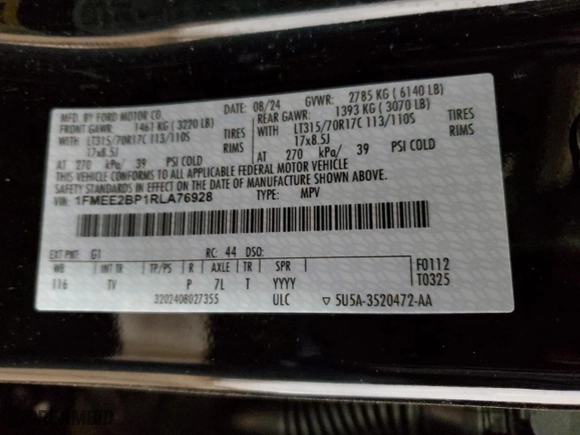 MFD. BY FORD MOTOR CO. DATE: 08/24 GVWR: 2785 KG ( 6140 LB)
FRONT GAWR: 1461 KG ( 3220 LB) REAR GAWR: 1393 KG ( 3070 LB)
WITH LT315/70R17C 113/110S TIRES WITH LT315/70R17C 113/110S TIRES
17x8.5J RIMS 17x8.5J RIMS
AT 270 kPa/ 39 PSI COLD AT 270 kPa/ 39 PSI COLD
THIS VEHICLE CONFORMS TO ALL APPLICABLE FEDERAL MOTOR VEHICLE
SAFETY STANDARDS IN EFFECT ON THE DATE OF MANUFACTURE SHOWN ABOVE.
VIN: 1FMEE2BP1RLA76928 TYPE: MPV
EXT PNT: G1 RC: 44 DSO: F0112
WB INT TR TP/PS R AXLE TR SPR T0325
116 TV P 7L T YYYY
3202408027355 ULC ▽ 5U5A-3520472-AA